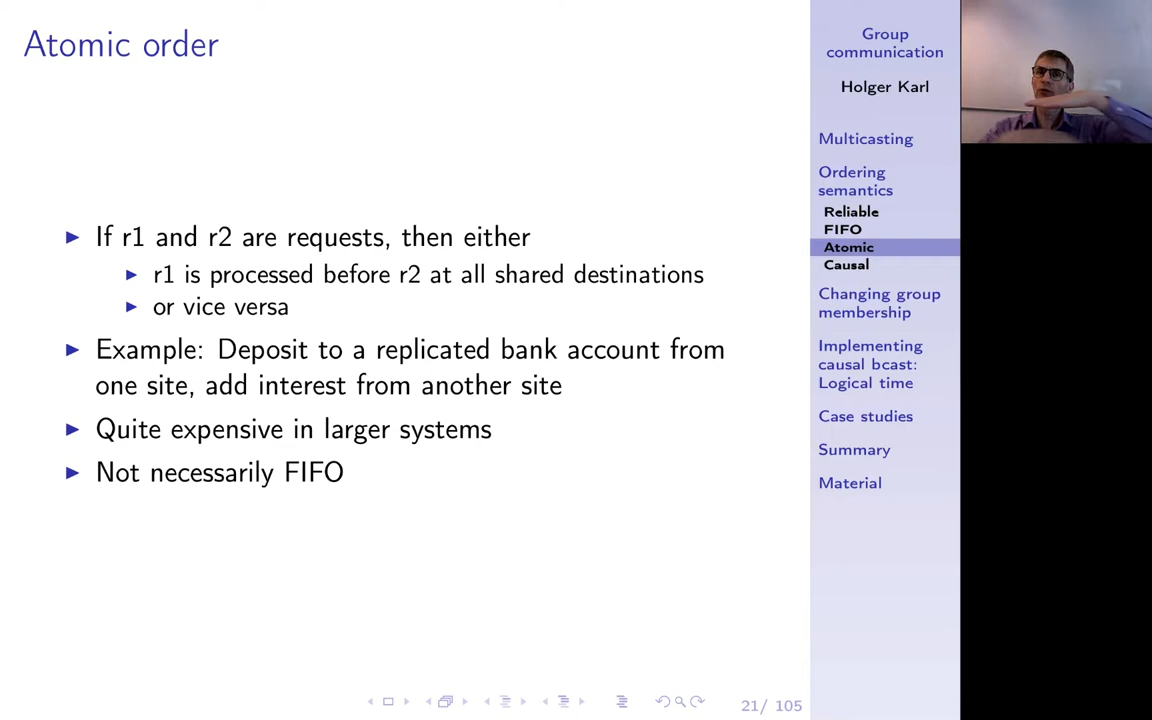 Atomic order
If r1 and r2 are requests, then either
r1 is processed before r2 at all shared destinations
or vice versa
Example: Deposit to a replicated bank account from
one site, add interest from another site
Quite expensive in larger systems
Not necessarily FIFO
21/ 105
Group
communication
Holger Karl
Multicasting
Ordering
semantics
Reliable
FIFO
Atomic
Causal
Changing group
membership
Implementing
causal bcast:
Logical time
Case studies
Summary
Material